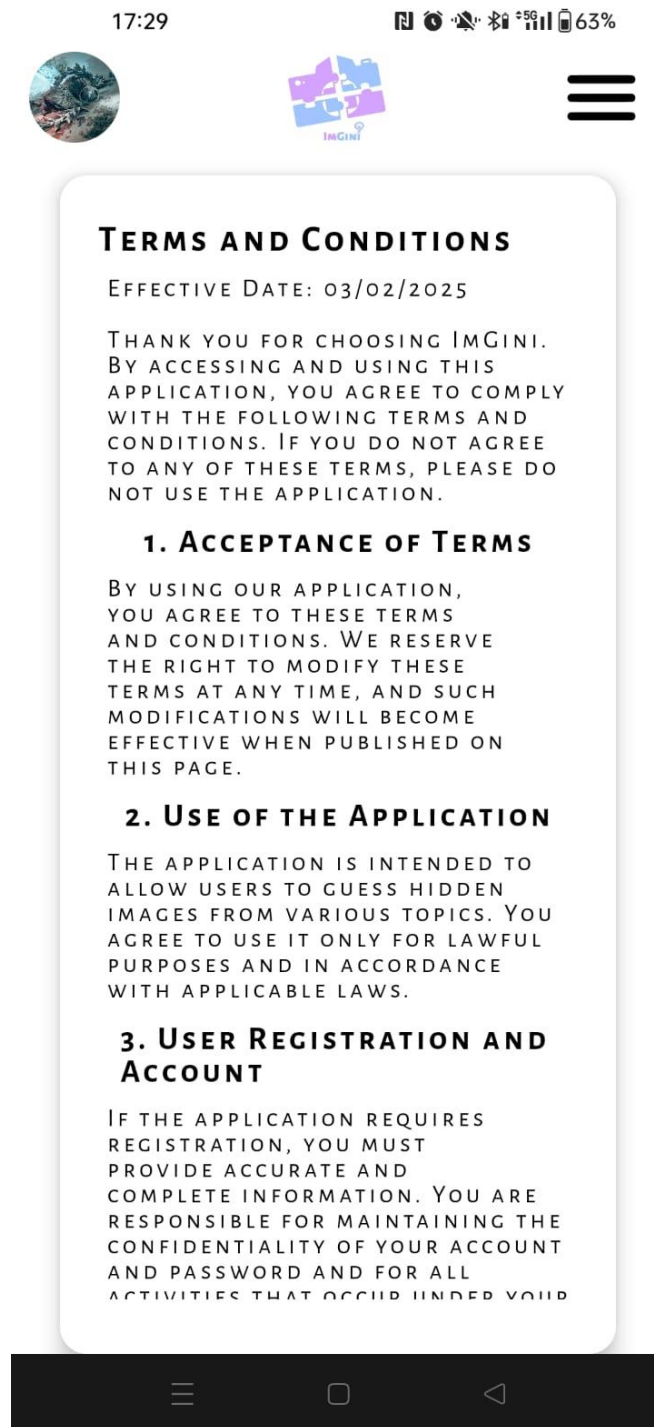 17:29
5G 63%
ImGini
Terms and Conditions
Effective Date: 03/02/2025
Thank you for choosing ImGini.
By accessing and using this
application, you agree to comply
with the following terms and
conditions. If you do not agree
to any of these terms, please do
not use the application.
1. Acceptance of Terms
By using our application,
you agree to these terms
and conditions. We reserve
the right to modify these
terms at any time, and such
modifications will become
effective when published on
this page.
2. Use of the Application
The application is intended to
allow users to guess hidden
images from various topics. You
agree to use it only for lawful
purposes and in accordance
with applicable laws.
3. User Registration and
Account
If the application requires
registration, you must
provide accurate and
complete information. You are
responsible for maintaining the
confidentiality of your account
and password and for all
activities that occur under your